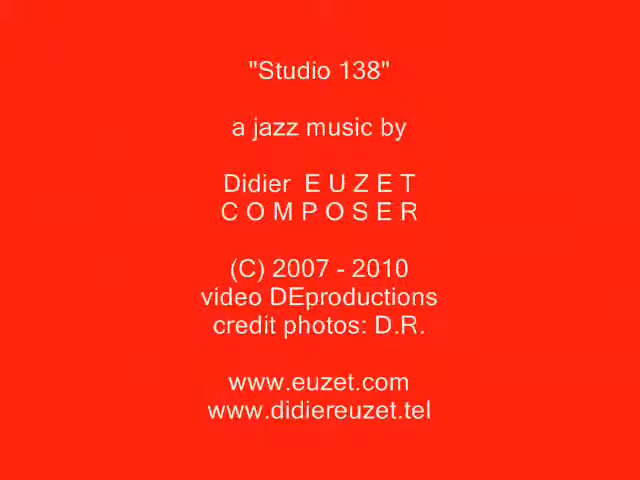 "Studio 138"
a jazz music by
Didier E U Z E T
C O M P O S E R
(C) 2007 - 2010
video DEproductions
credit photos: D.R.
www.euzet.com
www.didiereuzet.tel